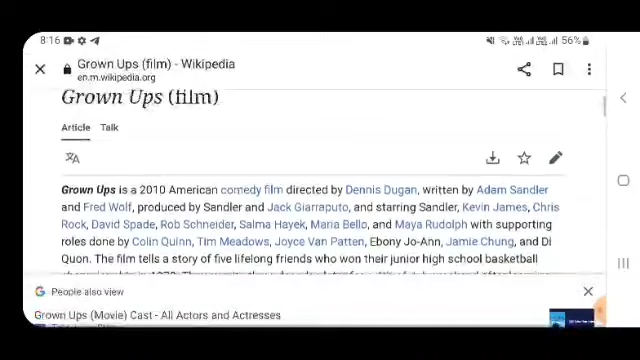 8:16 56%
Grown Ups (film) - Wikipedia
en.m.wikipedia.org
Grown Ups (film)
Article Talk
Grown Ups is a 2010 American comedy film directed by Dennis Dugan, written by Adam Sandler
and Fred Wolf, produced by Sandler and Jack Giarraputo, and starring Sandler, Kevin James, Chris
Rock, David Spade, Rob Schneider, Salma Hayek, Maria Bello, and Maya Rudolph with supporting
roles done by Colin Quinn, Tim Meadows, Joyce Van Patten, Ebony Jo-Ann, Jamie Chung, and Di
Quon. The film tells a story of five lifelong friends who won their junior high school basketball
People also view
Grown Ups (Movie) Cast - All Actors and Actresses